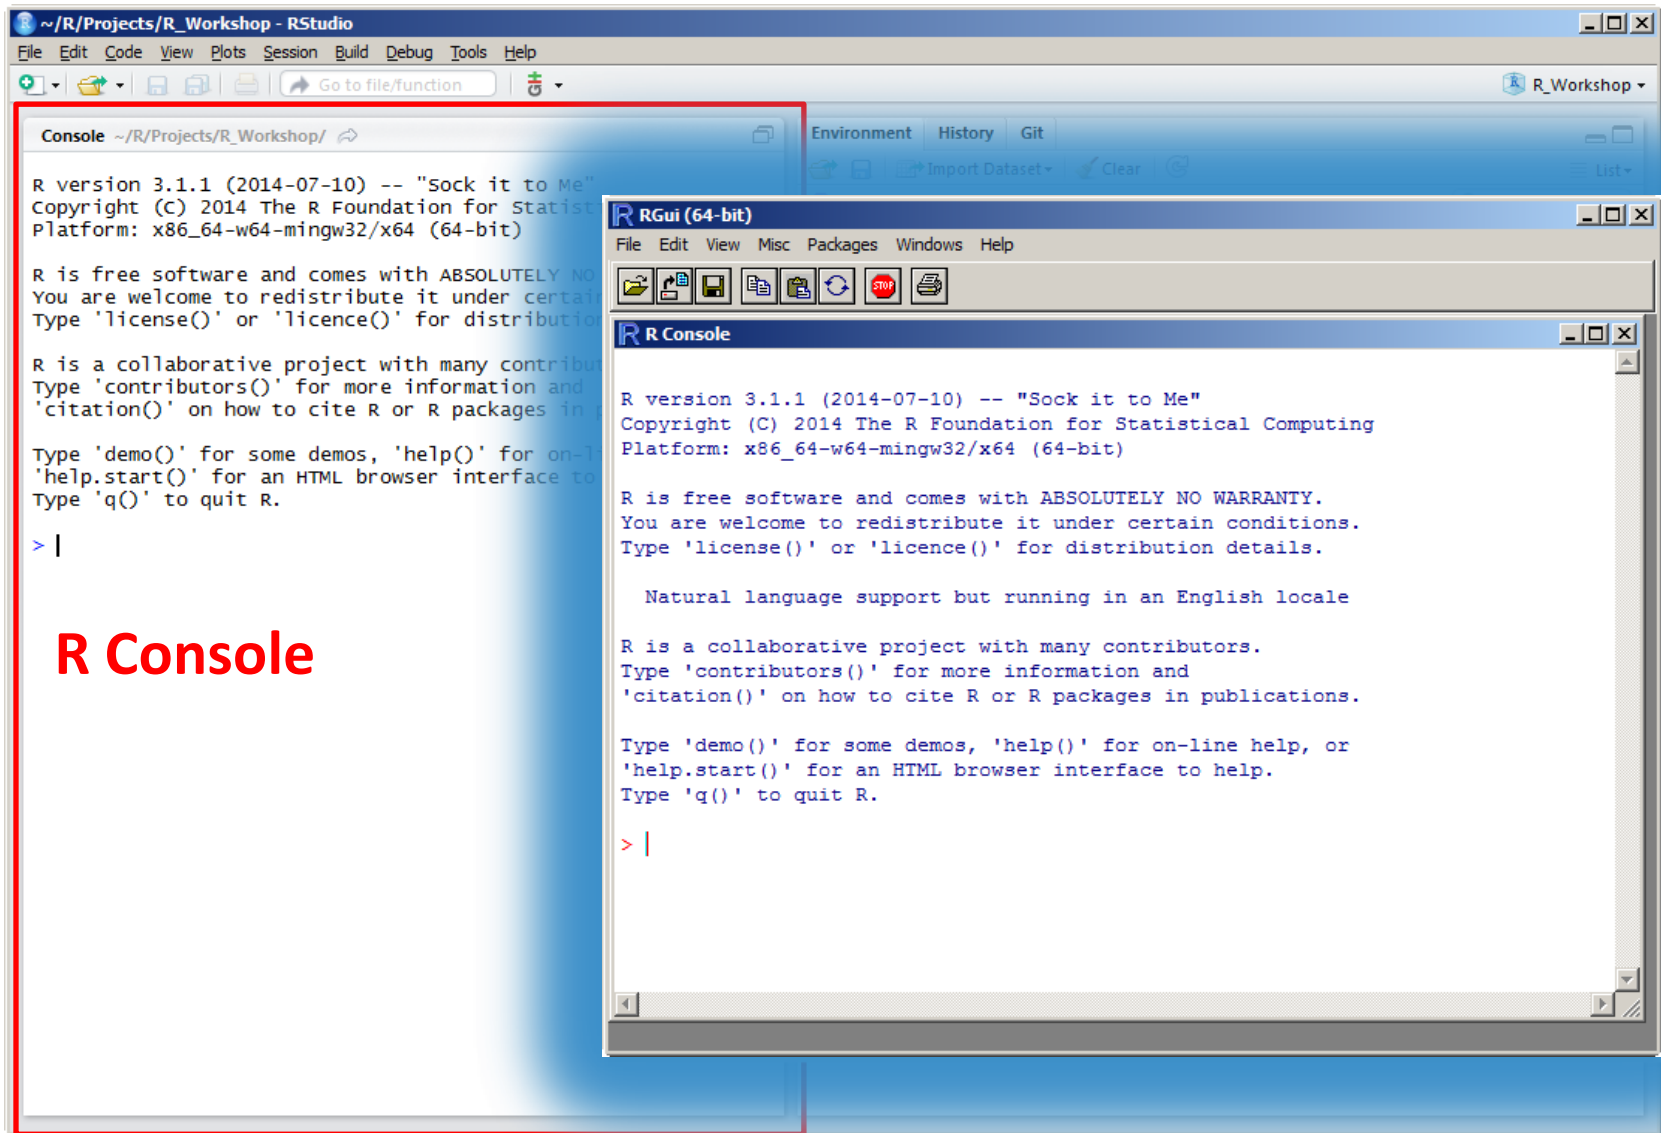 ~/R/Projects/R_Workshop - RStudio
File Edit Code View Plots Session Build Debug Tools Help
Go to file/function
R_Workshop
Console ~/R/Projects/R_Workshop/
R version 3.1.1 (2014-07-10) -- "Sock it to Me"
Copyright (C) 2014 The R Foundation for Statisti
Platform: x86_64-w64-mingw32/x64 (64-bit)
R is free software and comes with ABSOLUTELY NO
You are welcome to redistribute it under certain
Type 'license()' or 'licence()' for distribution
R is a collaborative project with many contribut
Type 'contributors()' for more information and
'citation()' on how to cite R or R packages in p
Type 'demo()' for some demos, 'help()' for on-li
'help.start()' for an HTML browser interface to
Type 'q()' to quit R.
>
R Console
Environment History Git
Import Dataset Clear List
RGui (64-bit)
File Edit View Misc Packages Windows Help
STOP
R Console
R version 3.1.1 (2014-07-10) -- "Sock it to Me"
Copyright (C) 2014 The R Foundation for Statistical Computing
Platform: x86_64-w64-mingw32/x64 (64-bit)
R is free software and comes with ABSOLUTELY NO WARRANTY.
You are welcome to redistribute it under certain conditions.
Type 'license()' or 'licence()' for distribution details.
Natural language support but running in an English locale
R is a collaborative project with many contributors.
Type 'contributors()' for more information and
'citation()' on how to cite R or R packages in publications.
Type 'demo()' for some demos, 'help()' for on-line help, or
'help.start()' for an HTML browser interface to help.
Type 'q()' to quit R.
>